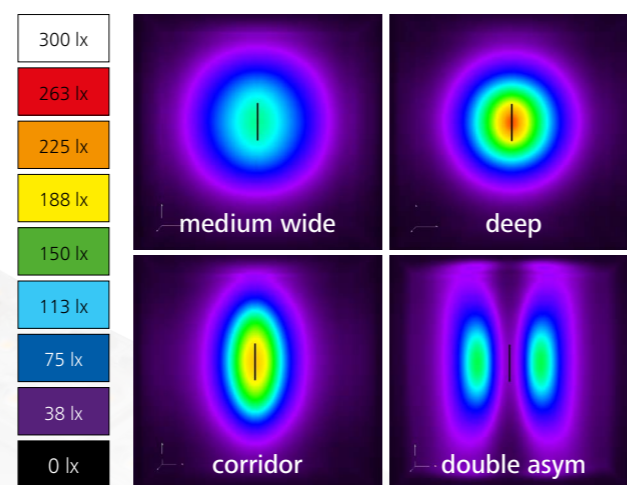 300 lx
263 lx
225 lx
188 lx
150 lx
113 lx
75 lx
38 lx
0 lx
medium wide
deep
corridor
double asym